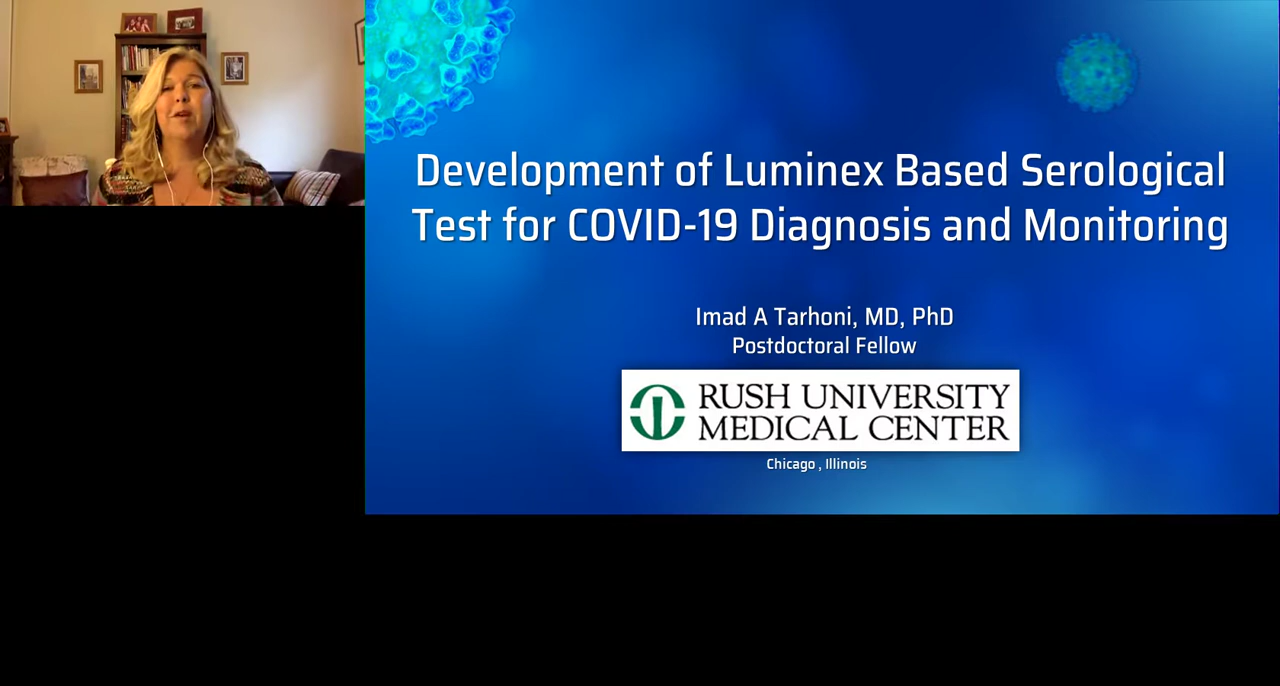 Development of Luminex Based Serological
Test for COVID-19 Diagnosis and Monitoring
Imad A Tarhoni, MD, PhD
Postdoctoral Fellow
RUSH UNIVERSITY
MEDICAL CENTER
Chicago , Illinois